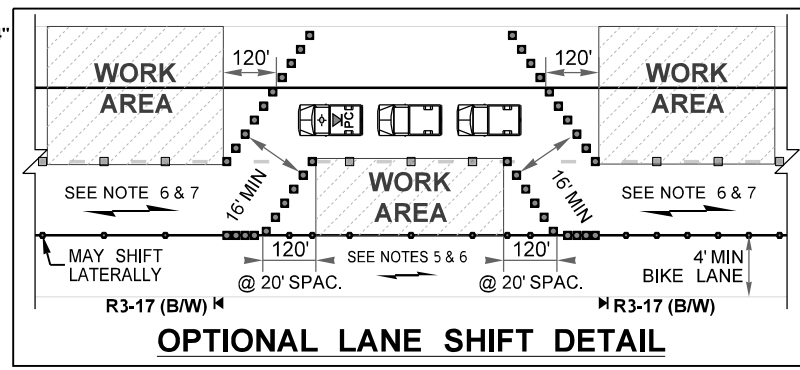 4"
120'
120'
WORK
AREA
WORK
AREA
PC
SEE NOTE 6 & 7
16' MIN
WORK
AREA
16' MIN
SEE NOTE 6 & 7
MAY SHIFT
LATERALLY
120'
SEE NOTES 5 & 6
120'
4' MIN
BIKE LANE
@ 20' SPAC.
@ 20' SPAC.
R3-17 (B/W)
R3-17 (B/W)
OPTIONAL LANE SHIFT DETAIL